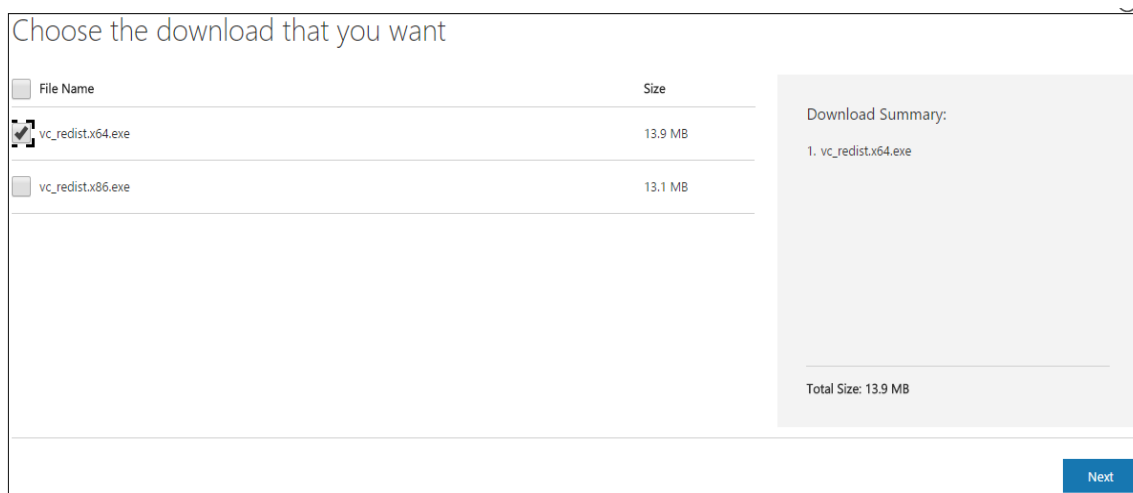 Choose the download that you want
File Name Size
vc_redist.x64.exe 13.9 MB
vc_redist.x86.exe 13.1 MB
Download Summary:
1. vc_redist.x64.exe
Total Size: 13.9 MB
Next